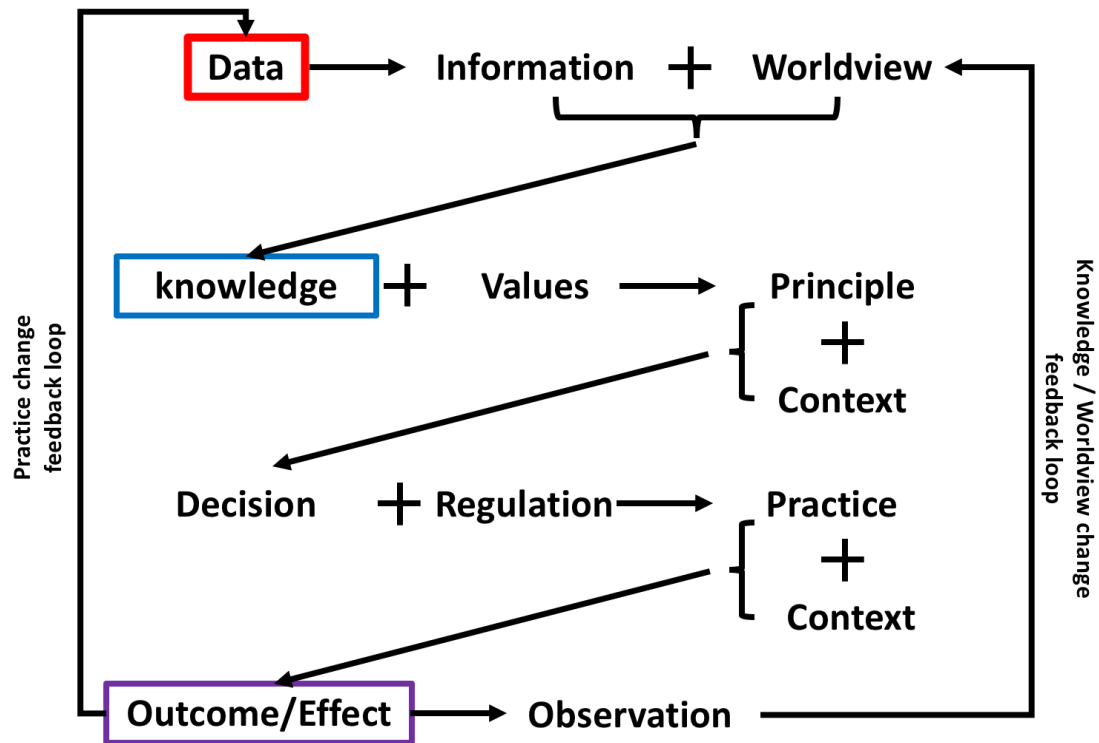 Data
Information + Worldview
knowledge + Values
Principle
+
Context
Decision + Regulation
Practice
+
Context
Outcome/Effect
Observation
Practice change
feedback loop
Knowledge / Worldview change
feedback loop